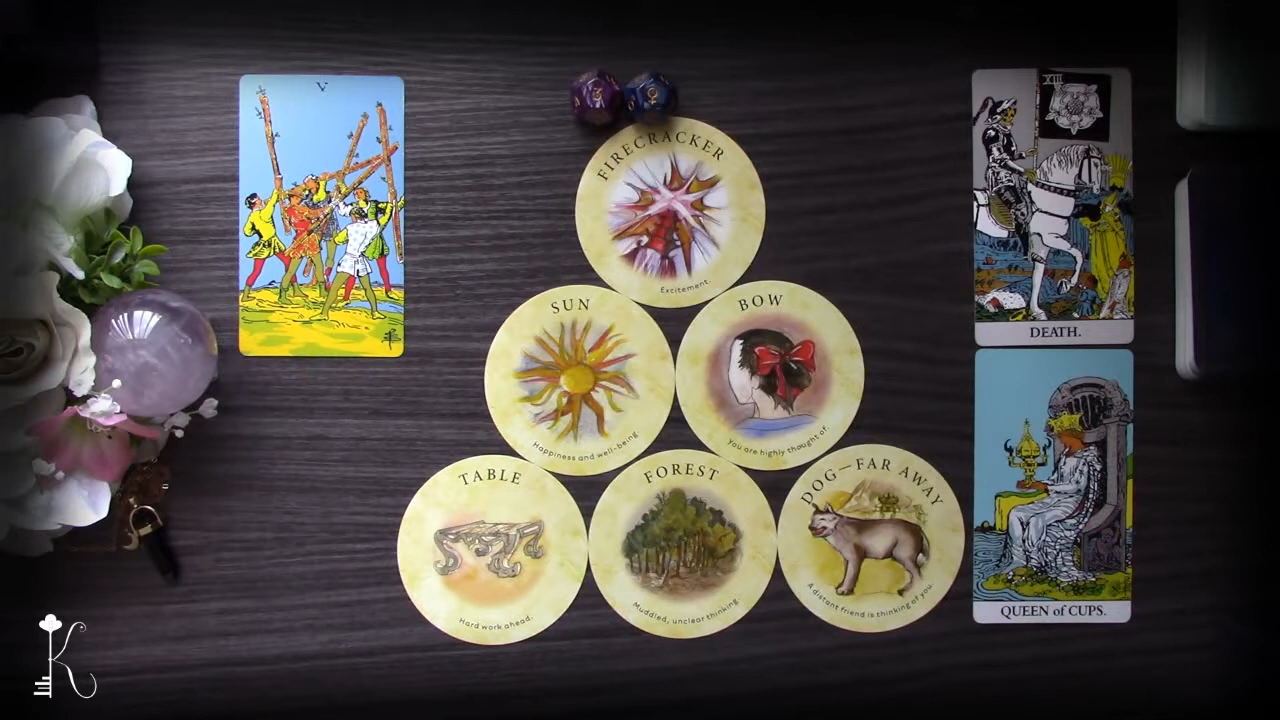 V
FIRECRACKER
Excitement.
SUN
Happiness and well-being.
BOW
You are highly thought of.
TABLE
Hard work ahead.
FOREST
Muddied, unclear thinking.
DOG—FAR AWAY
A distant friend is thinking of you.
XIII
DEATH.
QUEEN of CUPS.
K